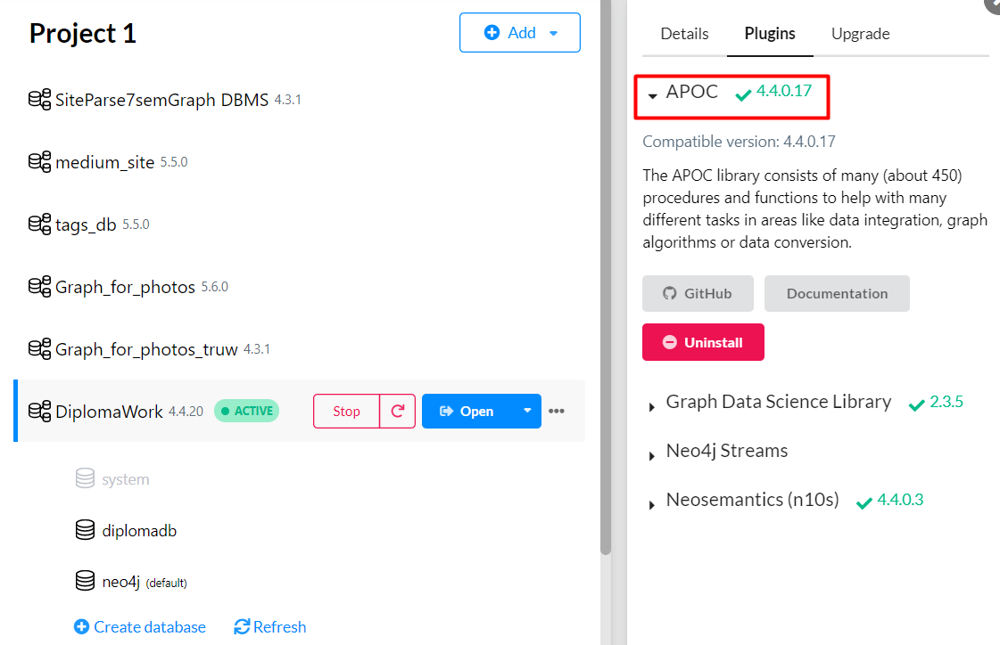 Project 1
Add
SiteParse7semGraph DBMS 4.3.1
medium_site 5.5.0
tags_db 5.5.0
Graph_for_photos 5.6.0
Graph_for_photos_truw 4.3.1
DiplomaWork 4.4.20 ACTIVE Stop Open
system
diplomadb
neo4j (default)
Create database Refresh
Details Plugins Upgrade
APOC 4.4.0.17
Compatible version: 4.4.0.17
The APOC library consists of many (about 450)
procedures and functions to help with many
different tasks in areas like data integration, graph
algorithms or data conversion.
GitHub Documentation
Uninstall
Graph Data Science Library 2.3.5
Neo4j Streams
Neosemantics (n10s) 4.4.0.3